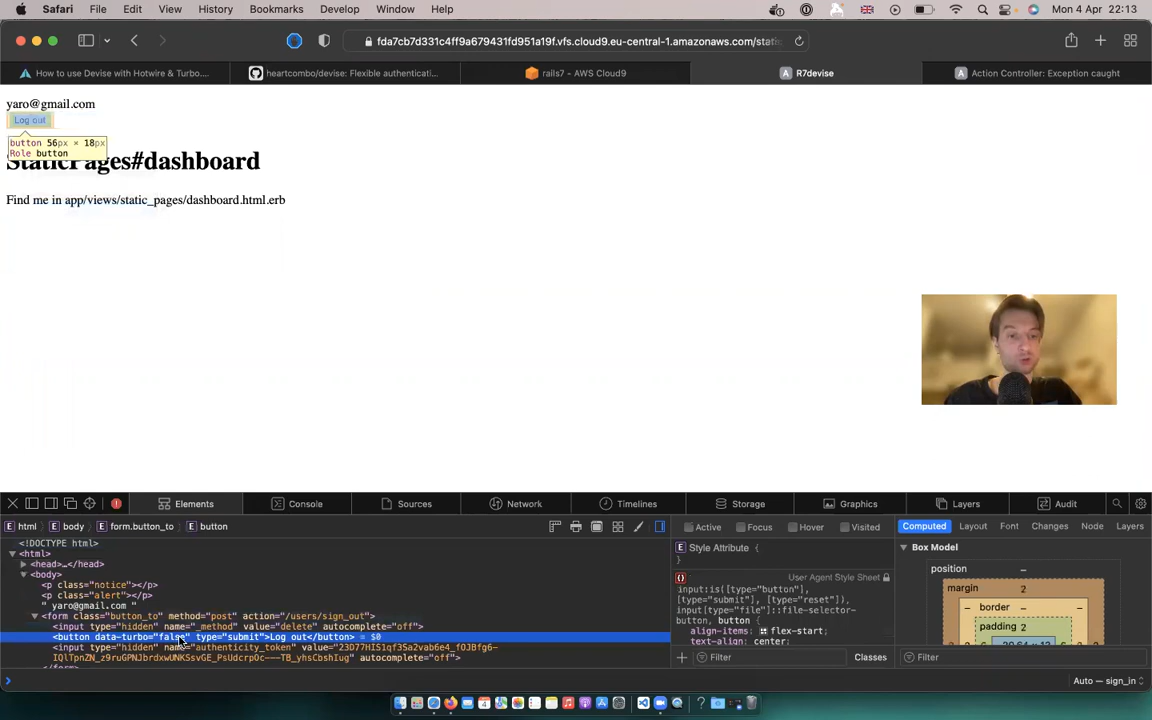 Safari File Edit View History Bookmarks Develop Window Help Mon 4 Apr 22:13
fda7cb7d331c4ff9a679431fd951a19f.vfs.cloud9.eu-central-1.amazonaws.com/stati
How to use Devise with Hotwire & Turbo.... heartcombo/devise: Flexible authenticati... rails7 – AWS Cloud9 R7devise Action Controller: Exception caught
yaro@gmail.com
Log out
button 56px × 18px
Role button
StaticPages#dashboard
Find me in app/views/static_pages/dashboard.html.erb
Elements Console Sources Network Timelines Storage Graphics Layers Audit
E html E body E form.button_to E button
Active Focus Hover Visited
Computed Layout Font Changes Node Layers
<!DOCTYPE html>
<html>
<head>…</head>
<body>
<p class="notice"></p>
<p class="alert"></p>
" yaro@gmail.com "
<form class="button_to" method="post" action="/users/sign_out">
<input type="hidden" name="_method" value="delete" autocomplete="off">
<button data-turbo="false" type="submit">Log out</button> = $0
<input type="hidden" name="authenticity_token" value="23D77HIS1qf3Sa2vab6e4_fOJBfg6-
IQlTpnZN_z9ruGPNJbrdxwUNKSsvGE_PsUdcrpOc---TB_yhsCbshIug" autocomplete="off">
E Style Attribute {
}
User Agent Style Sheet
input:is([type="button"],
[type="submit"], [type="reset"]),
input[type="file"]::file-selector-
button, button {
align-items: flex-start;
text-align: center;
Filter Classes
Box Model
position –
margin 2
border –
padding 2
Filter
Auto — sign_in